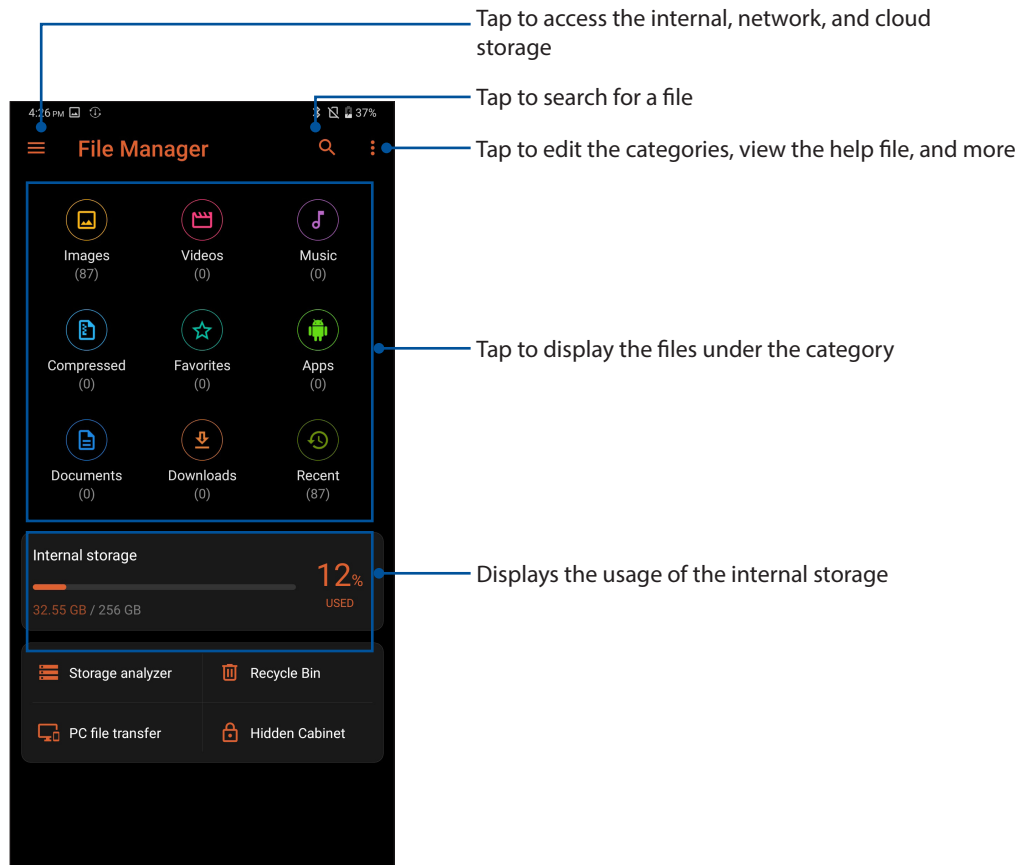 Tap to access the internal, network, and cloud
storage
Tap to search for a file
4:26 PM 37%
File Manager
Tap to edit the categories, view the help file, and more
Images Videos Music
(87) (0) (0)
Compressed Favorites Apps
(0) (0) (0)
Tap to display the files under the category
Documents Downloads Recent
(0) (0) (87)
Internal storage
12%
USED
32.55 GB / 256 GB
Displays the usage of the internal storage
Storage analyzer Recycle Bin
PC file transfer Hidden Cabinet